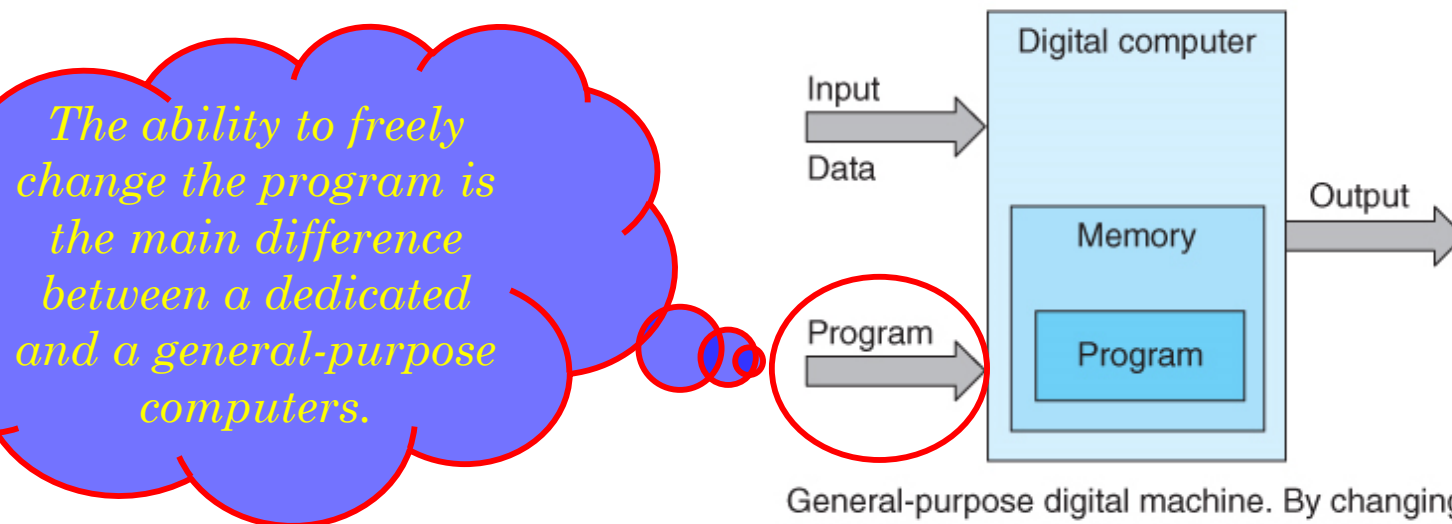 The ability to freely
change the program is
the main difference
between a dedicated
and a general-purpose
computers.
Digital computer
Input
Data
Memory
Output
Program
Program
General-purpose digital machine. By changing